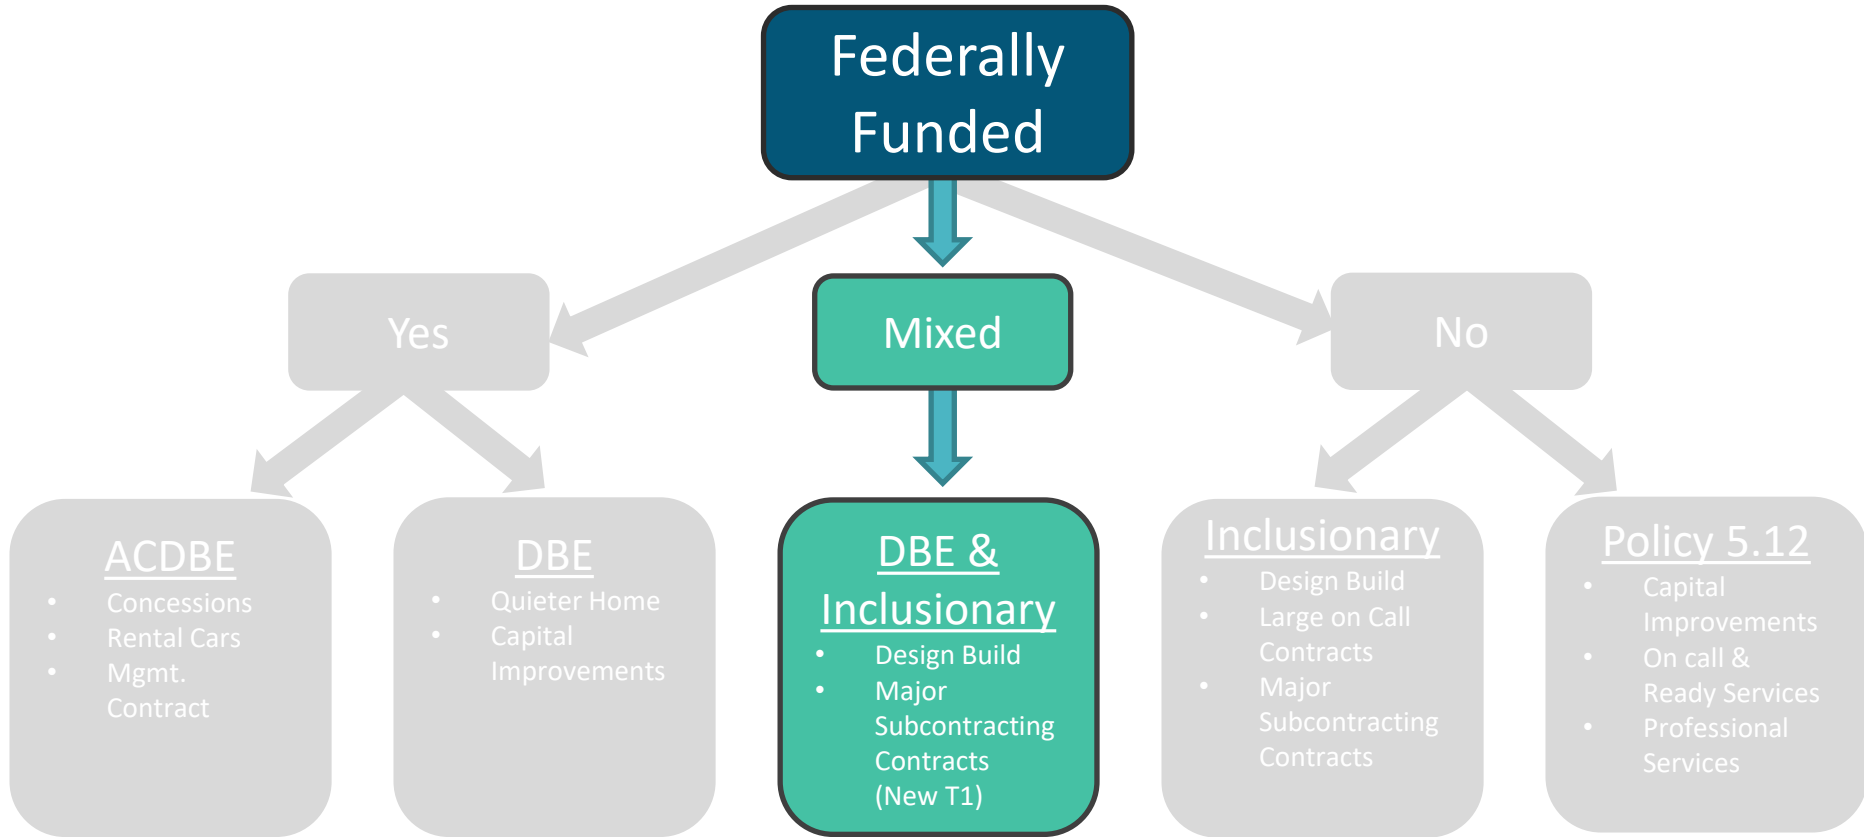 Federally
Funded
Yes
Mixed
No
ACDBE
• Concessions
• Rental Cars
• Mgmt.
Contract
DBE
• Quieter Home
• Capital
Improvements
DBE &
Inclusionary
• Design Build
• Major
Subcontracting
Contracts
(New T1)
Inclusionary
• Design Build
• Large on Call
Contracts
• Major
Subcontracting
Contracts
Policy 5.12
• Capital
Improvements
• On call &
Ready Services
• Professional
Services